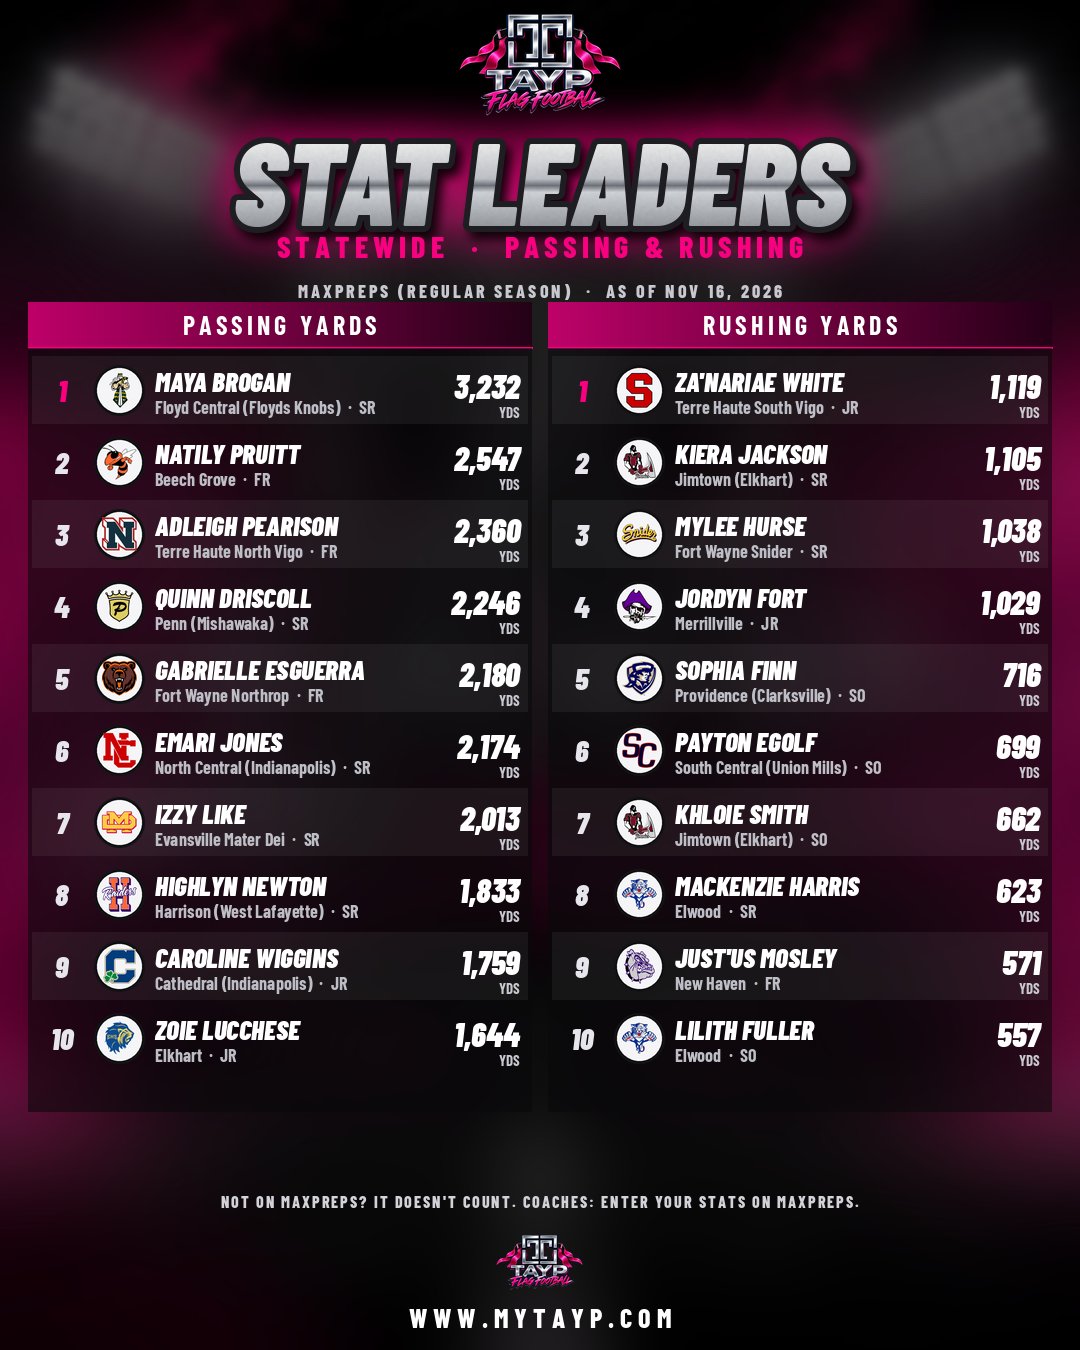 TAYP
FLAG FOOTBALL
STAT LEADERS
STATEWIDE · PASSING & RUSHING
MAXPREPS (REGULAR SEASON) · AS OF NOV 16, 2026
PASSING YARDS
1
MAYA BROGAN
3,232
Floyd Central (Floyds Knobs) · SR
YDS
2
NATILY PRUITT
2,547
Beech Grove · FR
YDS
3
N
ADLEIGH PEARISON
2,360
Terre Haute North Vigo · FR
YDS
4
P
QUINN DRISCOLL
2,246
Penn (Mishawaka) · SR
YDS
5
GABRIELLE ESGUERRA
2,180
Fort Wayne Northrop · FR
YDS
6
NC
EMARI JONES
2,174
North Central (Indianapolis) · SR
YDS
7
MD
IZZY LIKE
2,013
Evansville Mater Dei · SR
YDS
8
H
Raiders
HIGHLYN NEWTON
1,833
Harrison (West Lafayette) · SR
YDS
9
C
CAROLINE WIGGINS
1,759
Cathedral (Indianapolis) · JR
YDS
10
ZOIE LUCCHESE
1,644
Elkhart · JR
YDS
RUSHING YARDS
1
S
ZA'NARIAE WHITE
1,119
Terre Haute South Vigo · JR
YDS
2
KIERA JACKSON
1,105
Jimtown (Elkhart) · SR
YDS
3
Snider
MYLEE HURSE
1,038
Fort Wayne Snider · SR
YDS
4
JORDYN FORT
1,029
Merrillville · JR
YDS
5
SOPHIA FINN
716
Providence (Clarksville) · SO
YDS
6
SC
PAYTON EGOLF
699
South Central (Union Mills) · SO
YDS
7
KHLOIE SMITH
662
Jimtown (Elkhart) · SO
YDS
8
MACKENZIE HARRIS
623
Elwood · SR
YDS
9
JUST'US MOSLEY
571
New Haven · FR
YDS
10
LILITH FULLER
557
Elwood · SO
YDS
NOT ON MAXPREPS? IT DOESN'T COUNT. COACHES: ENTER YOUR STATS ON MAXPREPS.
TAYP
FLAG FOOTBALL
WWW.MYTAYP.COM